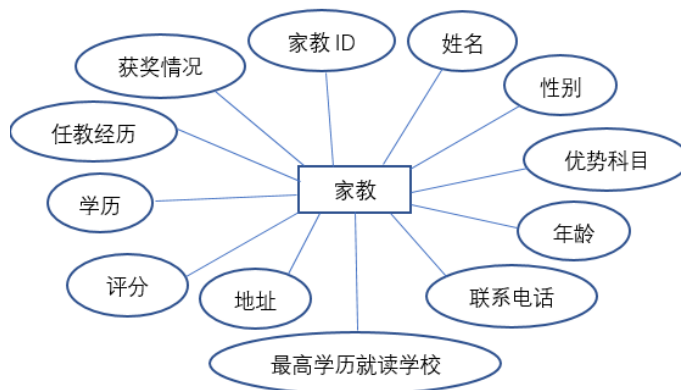 家教 ID
姓名
获奖情况
性别
任教经历
优势科目
家教
学历
年龄
评分
地址
联系电话
最高学历就读学校